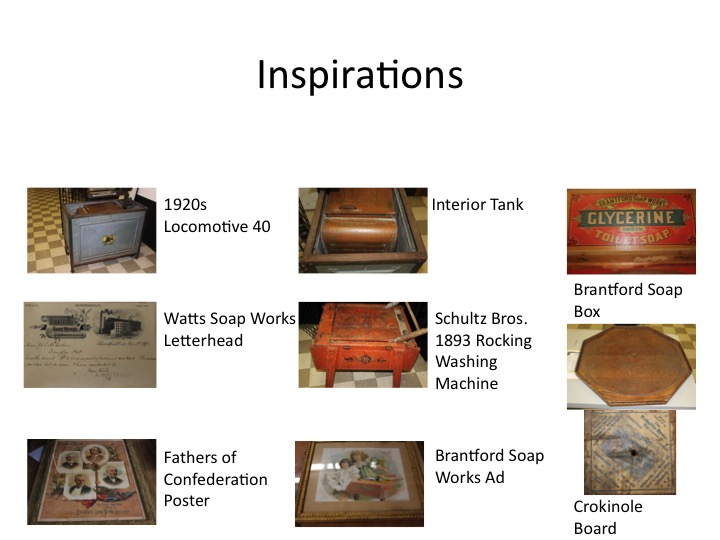 Inspirations
1920s
Locomotive 40
Interior Tank
BRANTFORD SOAP WORKS
GLYCERINE
TOILET SOAP
Brantford Soap
Box
Watts Soap Works
Letterhead
Schultz Bros.
1893 Rocking
Washing
Machine
Fathers of
Confederation
Poster
Brantford Soap
Works Ad
Crokinole
Board